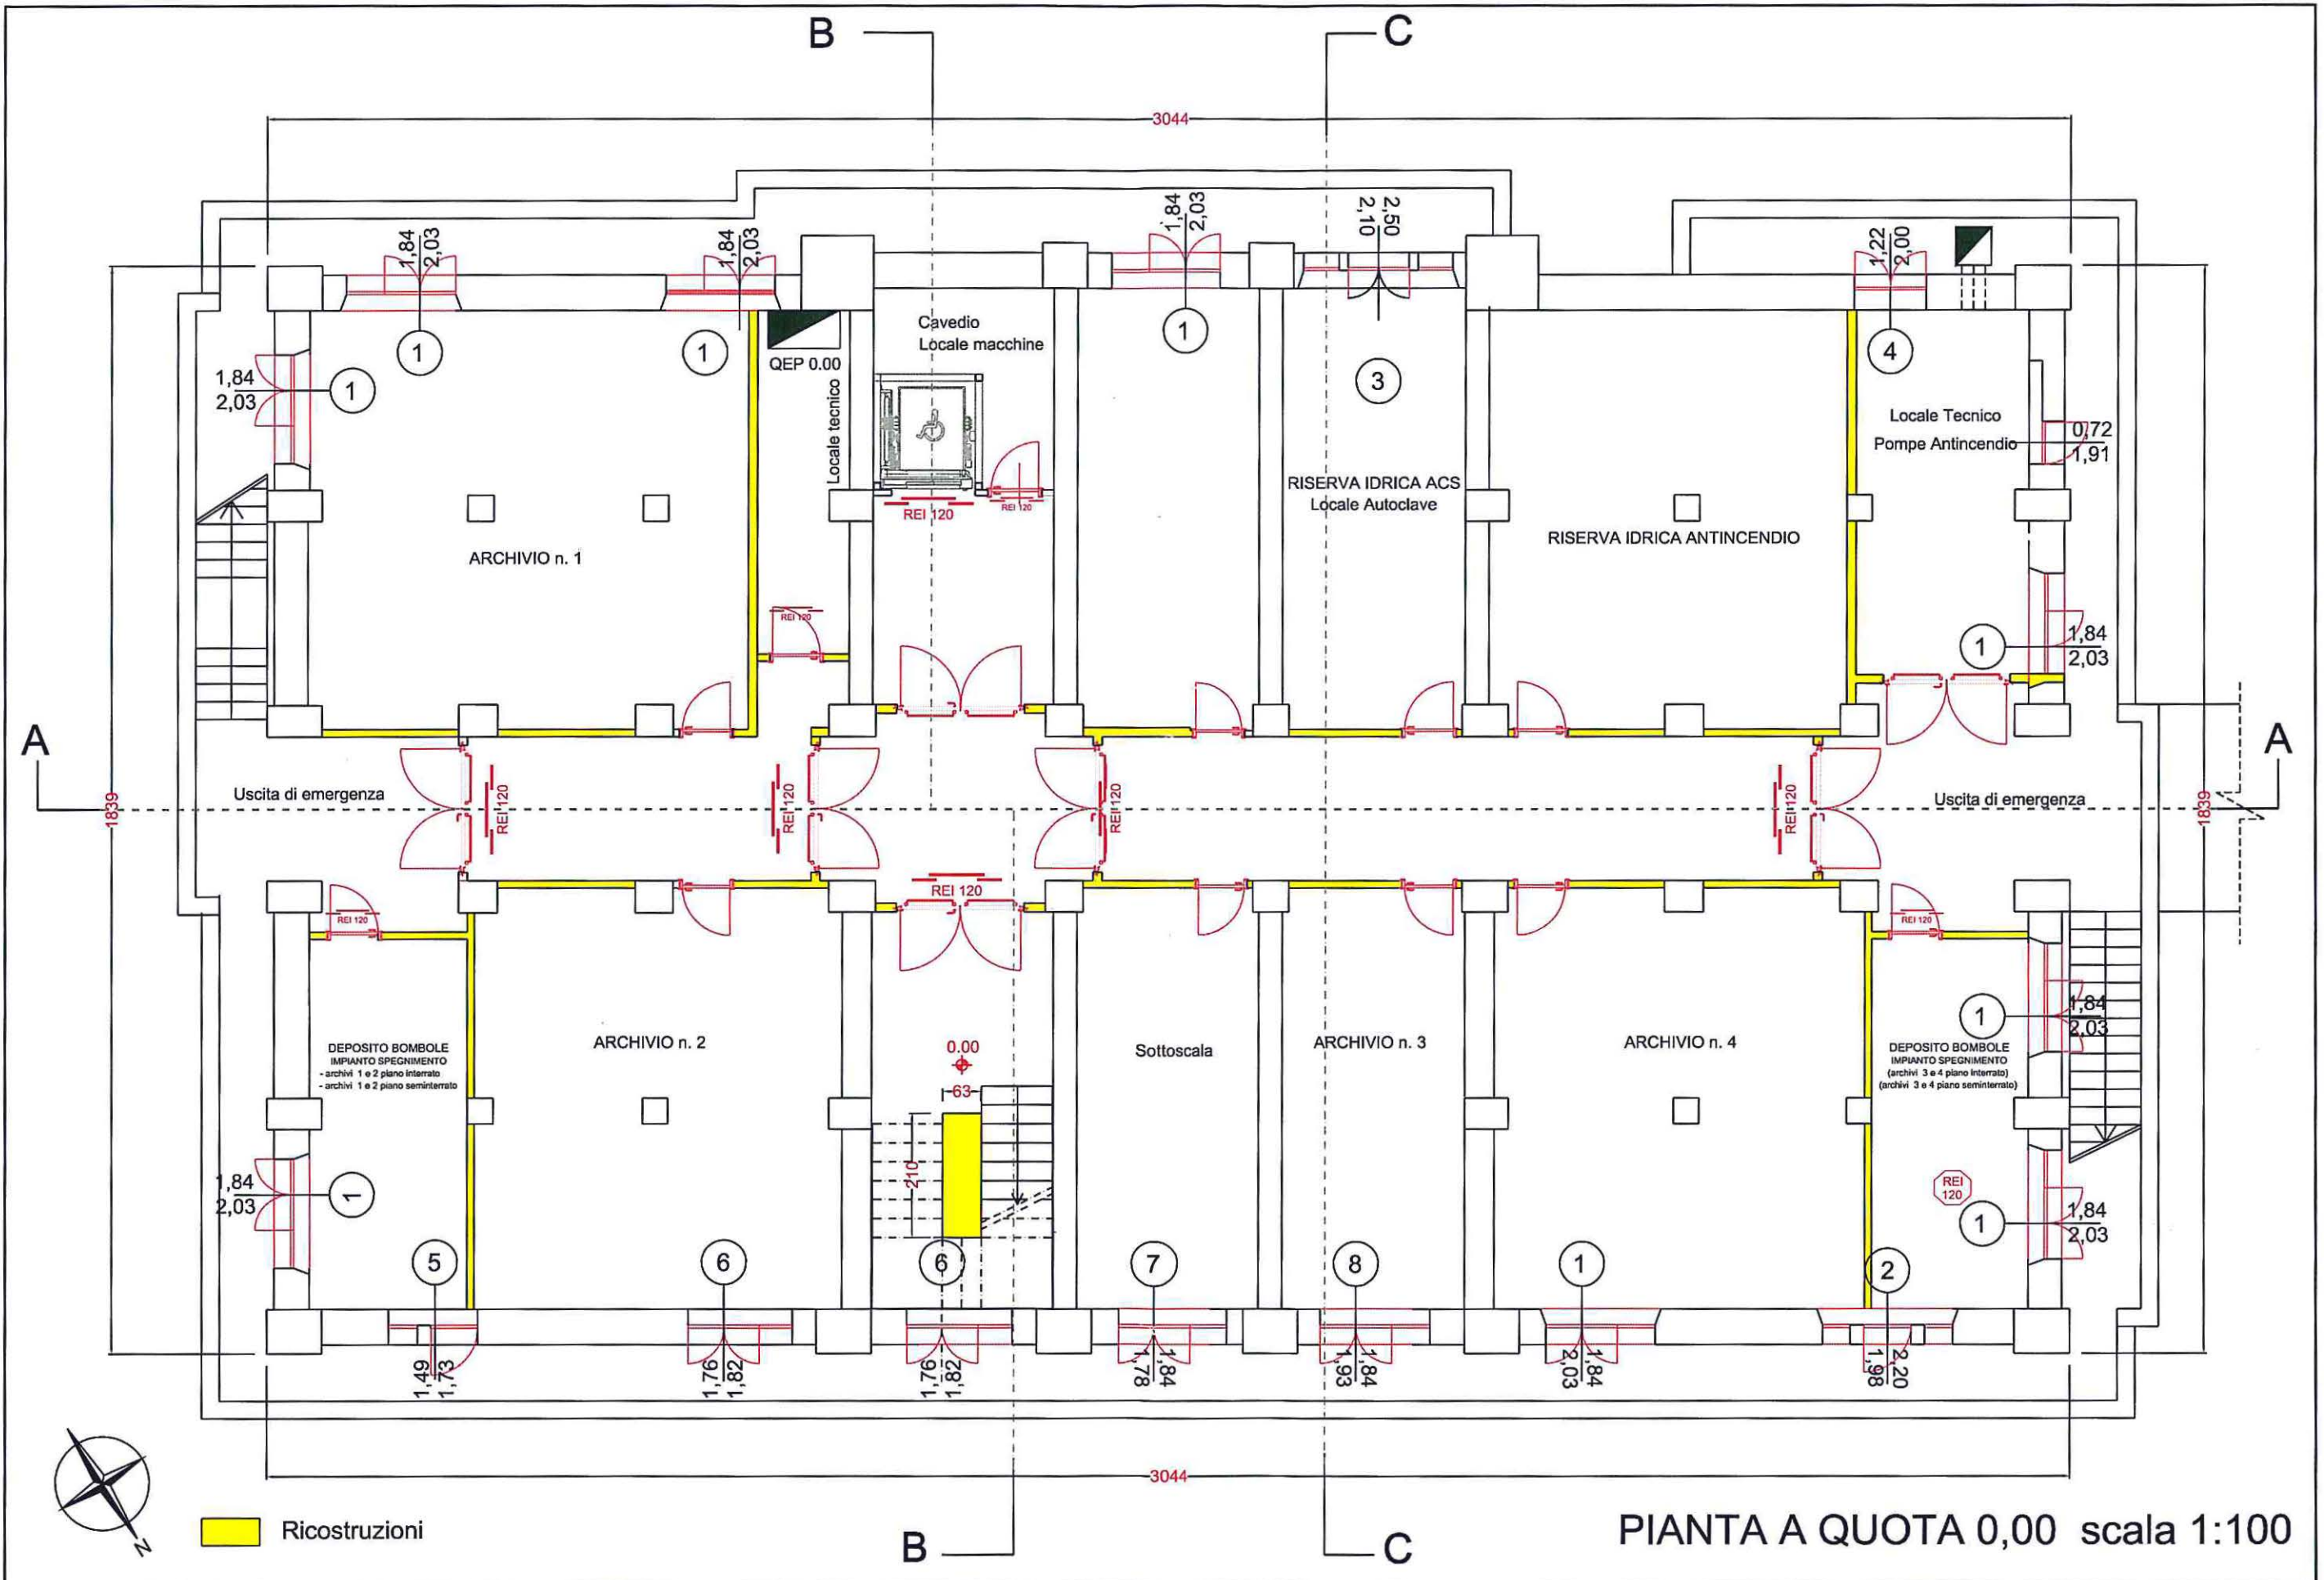 B
C
3044
1,84
2,03
1,84
2,03
1,84
2,03
2,10
2,50
1,22
2,00
1
1
1
3
4
Cavedio
Locale macchine
QEP 0.00
Locale tecnico
1,84
2,03
1
Locale Tecnico
Pompe Antincendio
0,72
1,91
RISERVA IDRICA ACS
Locale Autoclave
REI 120
REI 120
RISERVA IDRICA ANTINCENDIO
ARCHIVIO n. 1
REI 120
1
1,84
2,03
A
A
1839
1839
Uscita di emergenza
REI 120
REI 120
REI 120
REI 120
Uscita di emergenza
REI 120
REI 120
REI 120
DEPOSITO BOMBOLE
IMPIANTO SPEGNIMENTO
- archivi 1 e 2 piano interrato
- archivi 1 e 2 piano seminterrato
ARCHIVIO n. 2
0.00
63
210
Sottoscala
ARCHIVIO n. 3
ARCHIVIO n. 4
1
1,84
2,03
DEPOSITO BOMBOLE
IMPIANTO SPEGNIMENTO
(archivi 3 e 4 piano interrato)
(archivi 3 e 4 piano seminterrato)
1,84
2,03
1
REI
120
1
1,84
2,03
5
6
6
7
8
1
2
1,49
1,73
1,76
1,82
1,76
1,82
1,78
1,84
1,93
1,84
2,03
1,84
1,98
2,20
3044
N
Ricostruzioni
B
C
PIANTA A QUOTA 0,00 scala 1:100